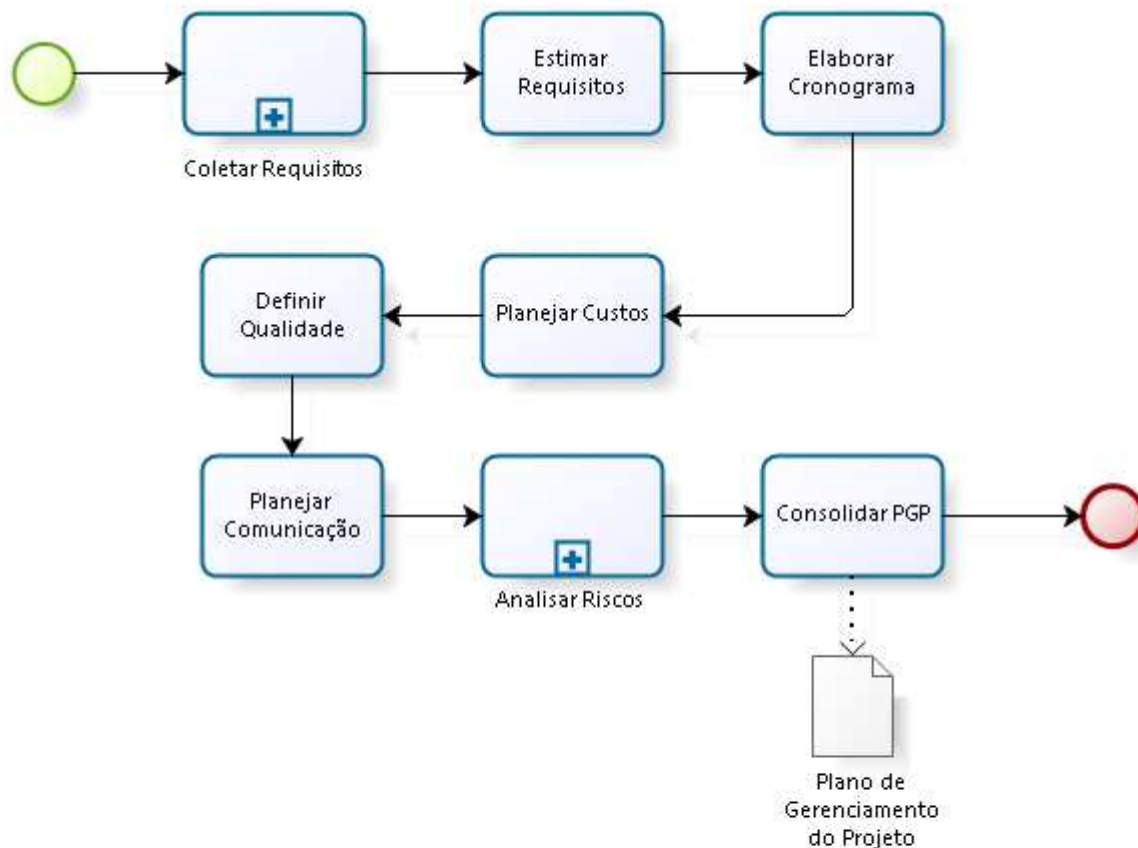 Estimar
Requisitos
Elaborar
Cronograma
Coletar Requisitos
Definir
Qualidade
Planejar Custos
Planejar
Comunicação
Consolidar PGP
Analisar Riscos
Plano de
Gerenciamento
do Projeto